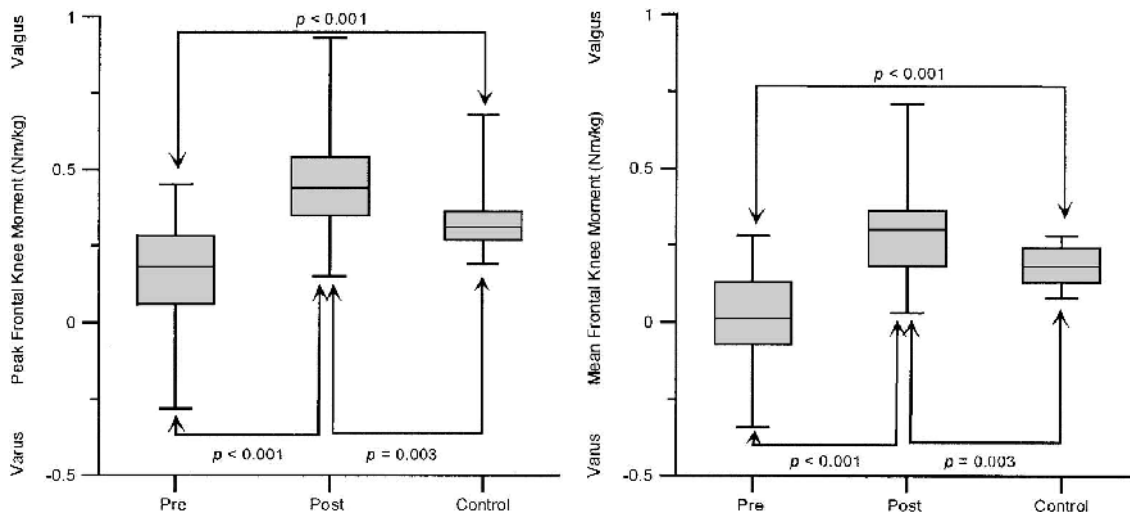 Valgus
Peak Frontal Knee Moment (Nm/kg)
Varus
1
0.5
0
-0.5
p < 0.001
p < 0.001
p = 0.003
Pre
Post
Control
Valgus
Mean Frontal Knee Moment (Nm/kg)
Varus
1
0.5
0
-0.5
p < 0.001
p < 0.001
p = 0.003
Pre
Post
Control